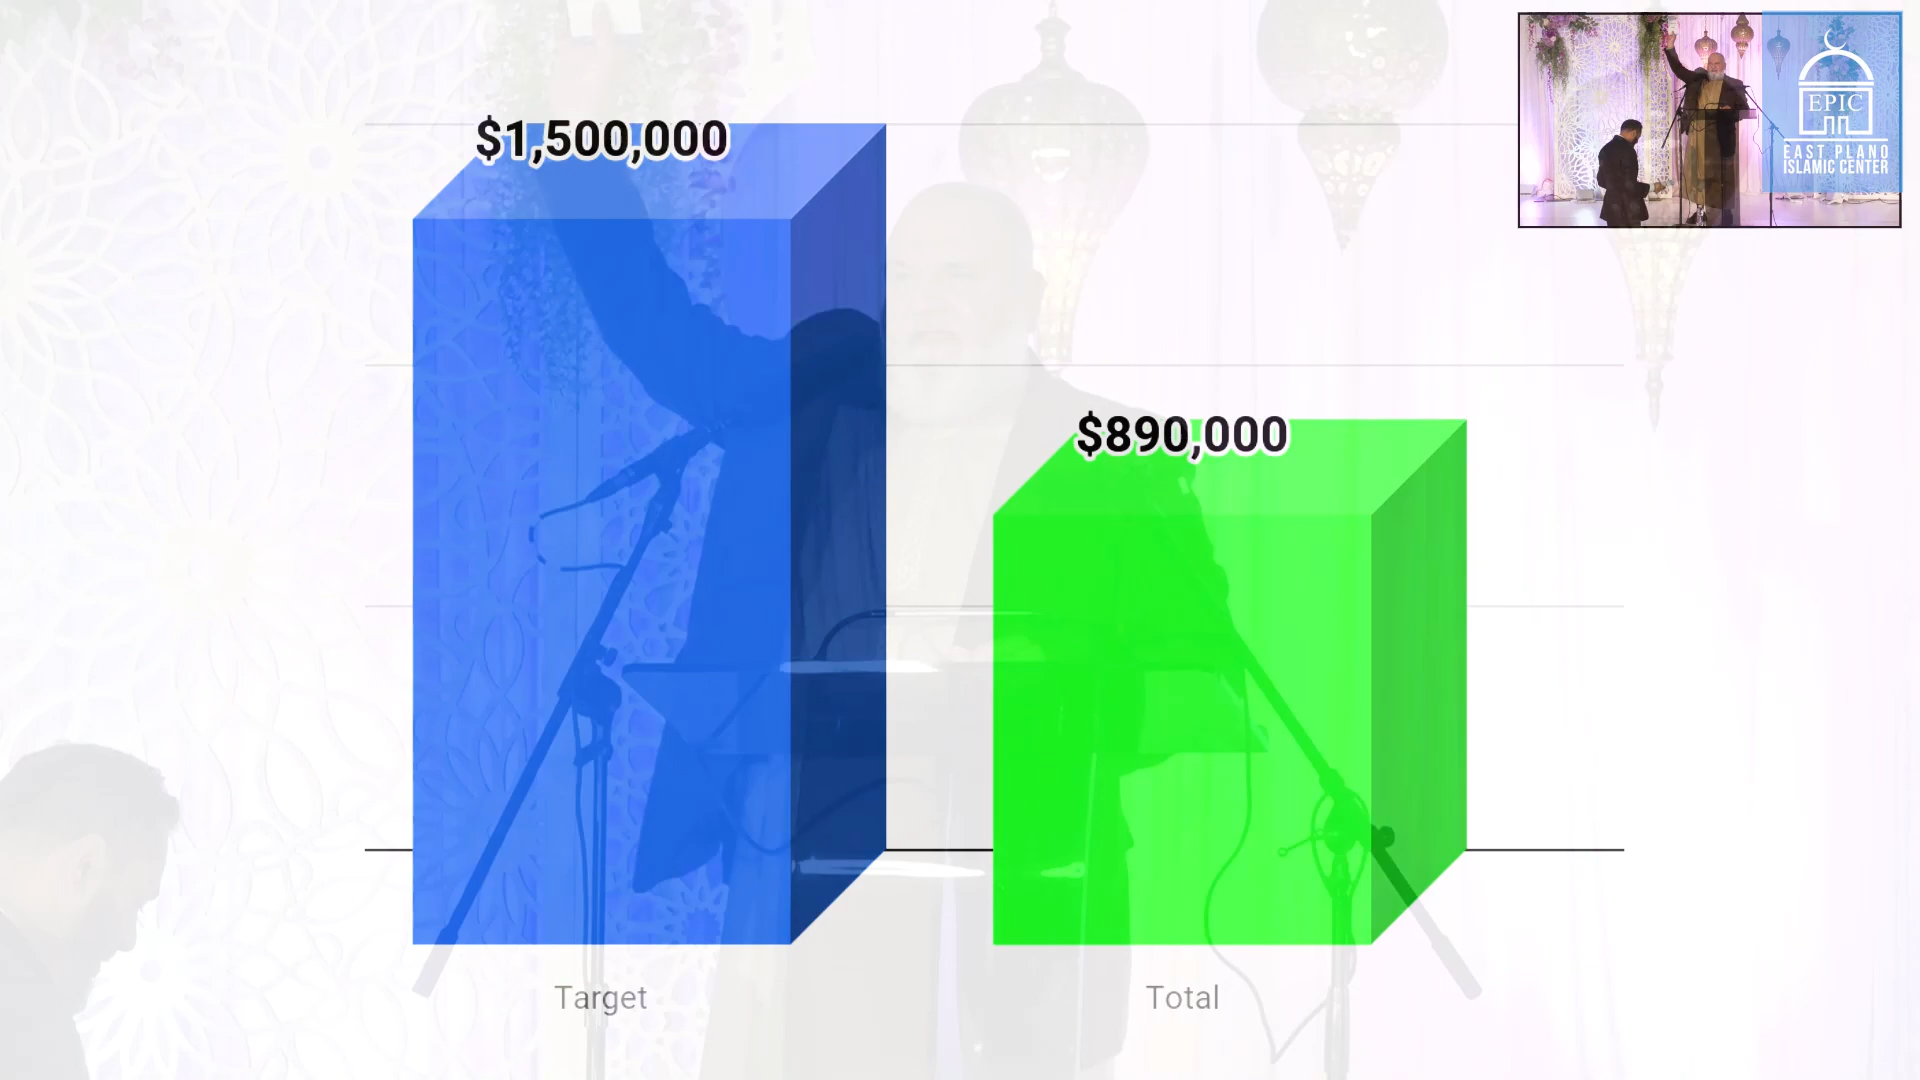 $1,500,000
EPIC
EAST PLANO
ISLAMIC CENTER
$890,000
Target
Total